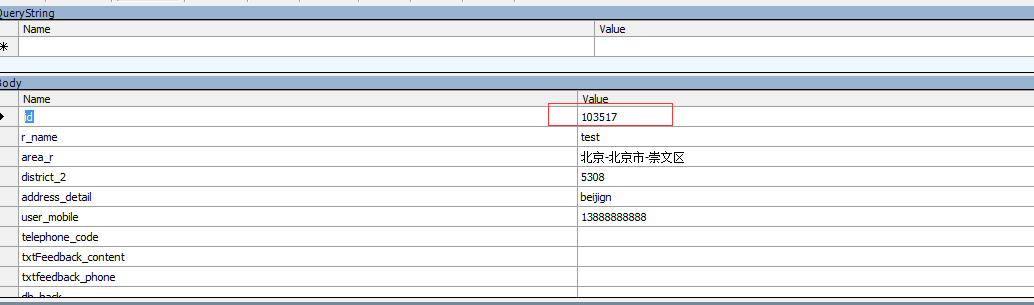 QueryString
Name Value
Body
Name Value
id 103517
r_name test
area_r 北京-北京市-崇文区
district_2 5308
address_detail beijign
user_mobile 13888888888
telephone_code
txtFeedback_content
txtfeedback_phone